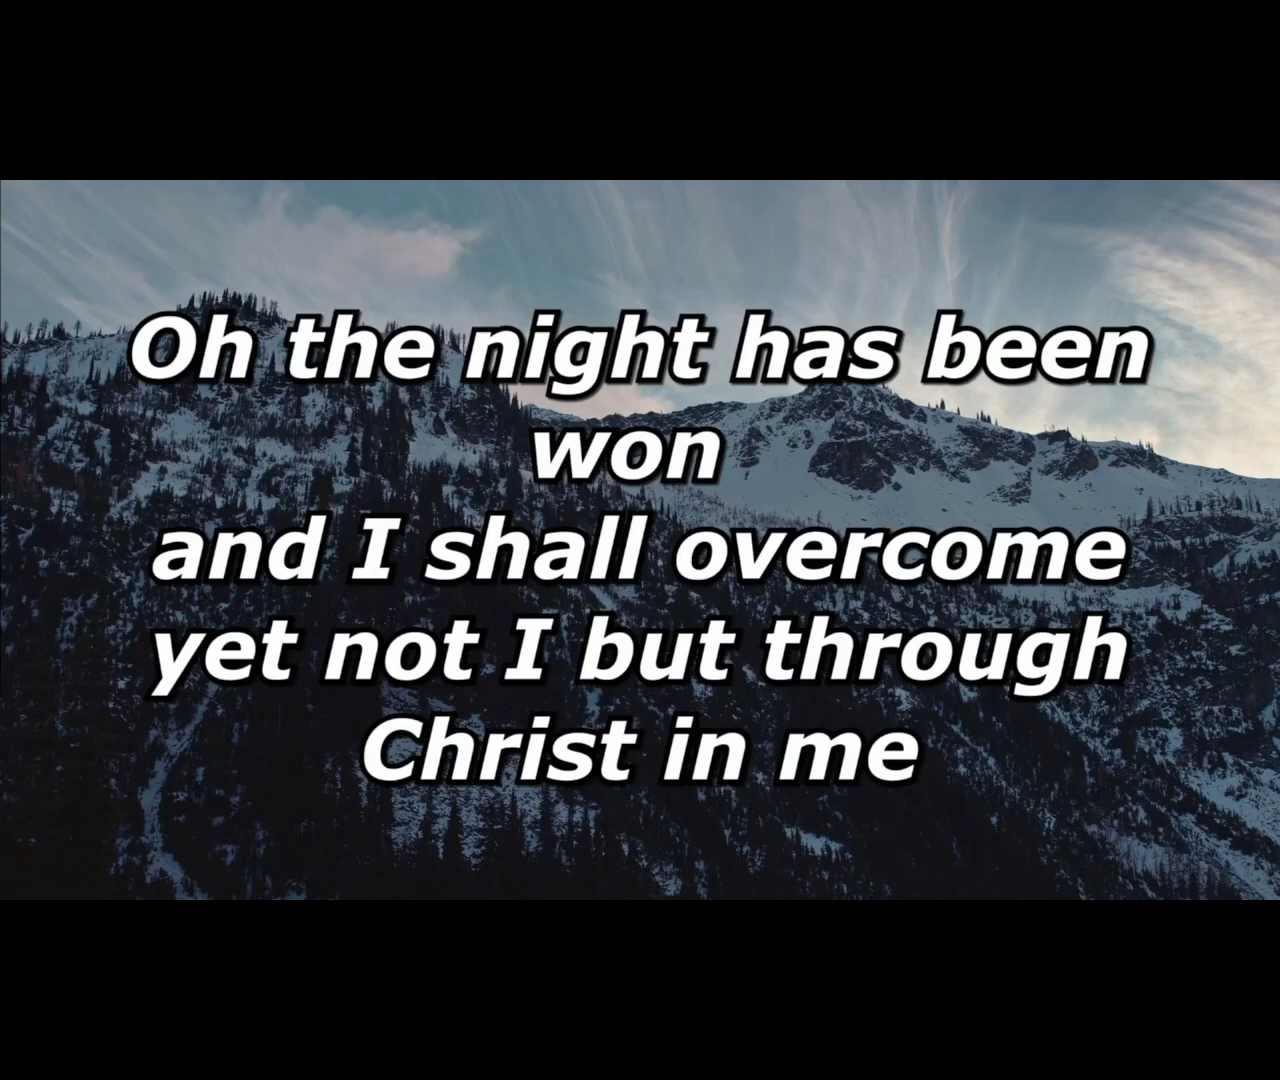 Oh the night has been
won
and I shall overcome
yet not I but through
Christ in me